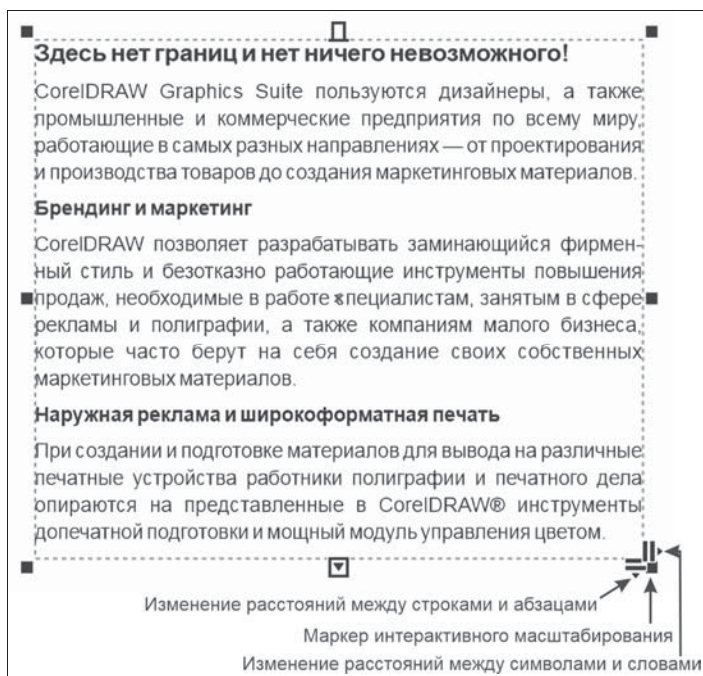 Здесь нет границ и нет ничего невозможного!
CorelDRAW Graphics Suite пользуются дизайнеры, а также
промышленные и коммерческие предприятия по всему миру,
работающие в самых разных направлениях — от проектирования
и производства товаров до создания маркетинговых материалов.
Брендинг и маркетинг
CorelDRAW позволяет разрабатывать заминающийся фирмен-
ный стиль и безотказно работающие инструменты повышения
продаж, необходимые в работе специалистам, занятым в сфере
рекламы и полиграфии, а также компаниям малого бизнеса,
которые часто берут на себя создание своих собственных
маркетинговых материалов.
Наружная реклама и широкоформатная печать
При создании и подготовке материалов для вывода на различные
печатные устройства работники полиграфии и печатного дела
опираются на представленные в CorelDRAW® инструменты
допечатной подготовки и мощный модуль управления цветом.
Изменение расстояний между строками и абзацами
Маркер интерактивного масштабирования
Изменение расстояний между символами и словами